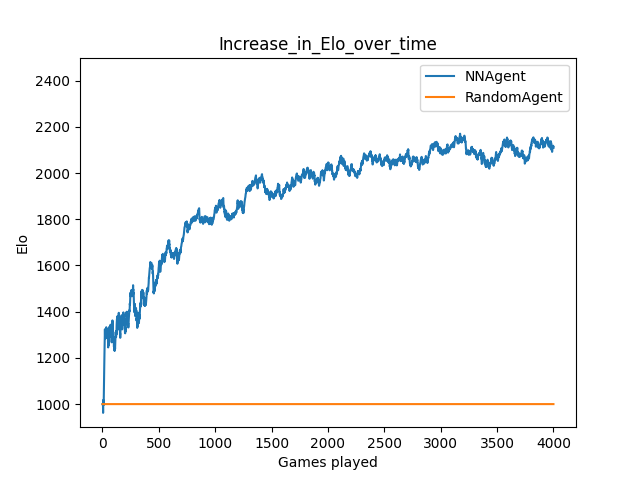 Increase_in_Elo_over_time
NNAgent
RandomAgent
2400
2200
2000
1800
1600
1400
1200
1000
Elo
0 500 1000 1500 2000 2500 3000 3500 4000
Games played